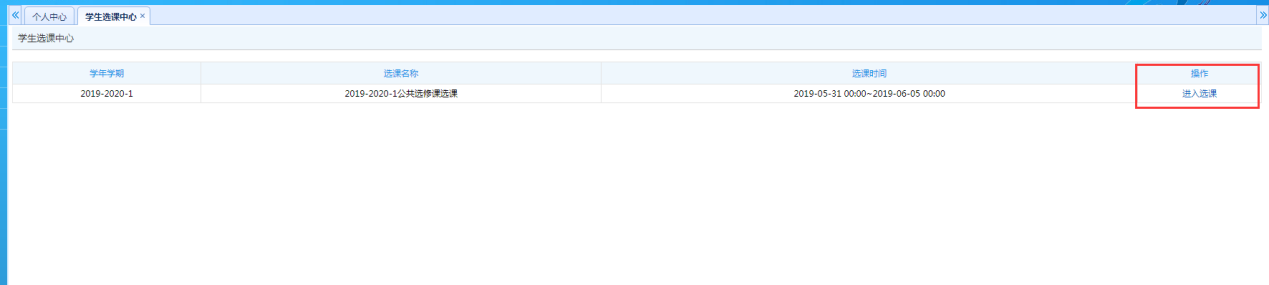 个人中心 学生选课中心
学生选课中心
学年学期 选课名称 选课时间 操作
2019-2020-1 2019-2020-1公共选修课选课 2019-05-31 00:00~2019-06-05 00:00 进入选课